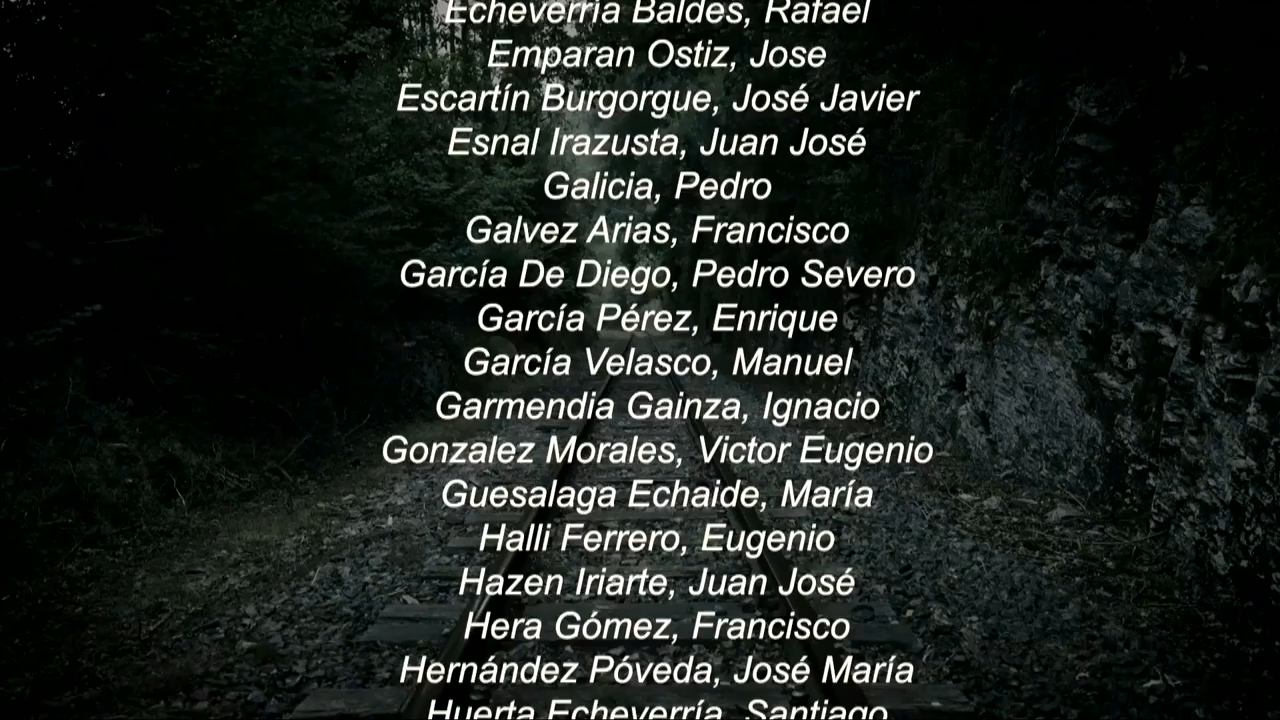 Echeverría Baldes, Rafael
Emparan Ostiz, Jose
Escartín Burgorgue, José Javier
Esnal Irazusta, Juan José
Galicia, Pedro
Galvez Arias, Francisco
García De Diego, Pedro Severo
García Pérez, Enrique
García Velasco, Manuel
Garmendia Gainza, Ignacio
Gonzalez Morales, Victor Eugenio
Guesalaga Echaide, María
Halli Ferrero, Eugenio
Hazen Iriarte, Juan José
Hera Gómez, Francisco
Hernández Póveda, José María
Huerta Echeverría, Santiago